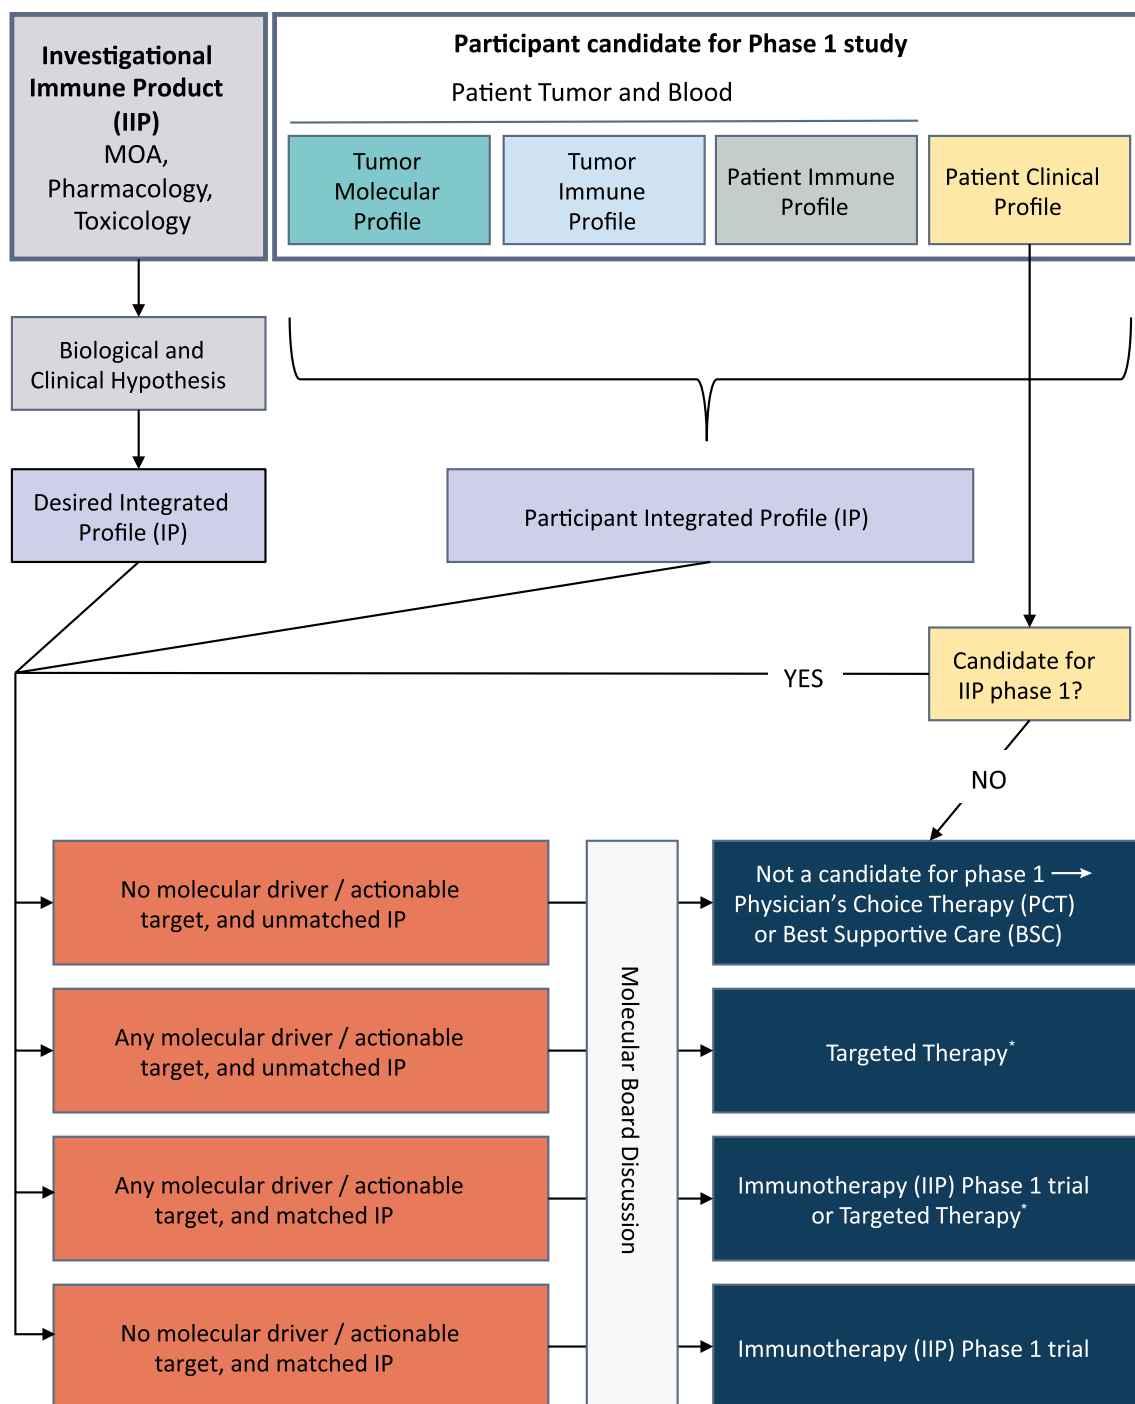 Investigational
Immune Product
(IIP)
MOA,
Pharmacology,
Toxicology
Participant candidate for Phase 1 study
Patient Tumor and Blood
Tumor
Molecular
Profile
Tumor
Immune
Profile
Patient Immune
Profile
Patient Clinical
Profile
Biological and
Clinical Hypothesis
Desired Integrated
Profile (IP)
Participant Integrated Profile (IP)
Candidate for
IIP phase 1?
YES
NO
No molecular driver / actionable
target, and unmatched IP
Any molecular driver / actionable
target, and unmatched IP
Any molecular driver / actionable
target, and matched IP
No molecular driver / actionable
target, and matched IP
Molecular Board Discussion
Not a candidate for phase 1 →
Physician’s Choice Therapy (PCT)
or Best Supportive Care (BSC)
Targeted Therapy*
Immunotherapy (IIP) Phase 1 trial
or Targeted Therapy*
Immunotherapy (IIP) Phase 1 trial